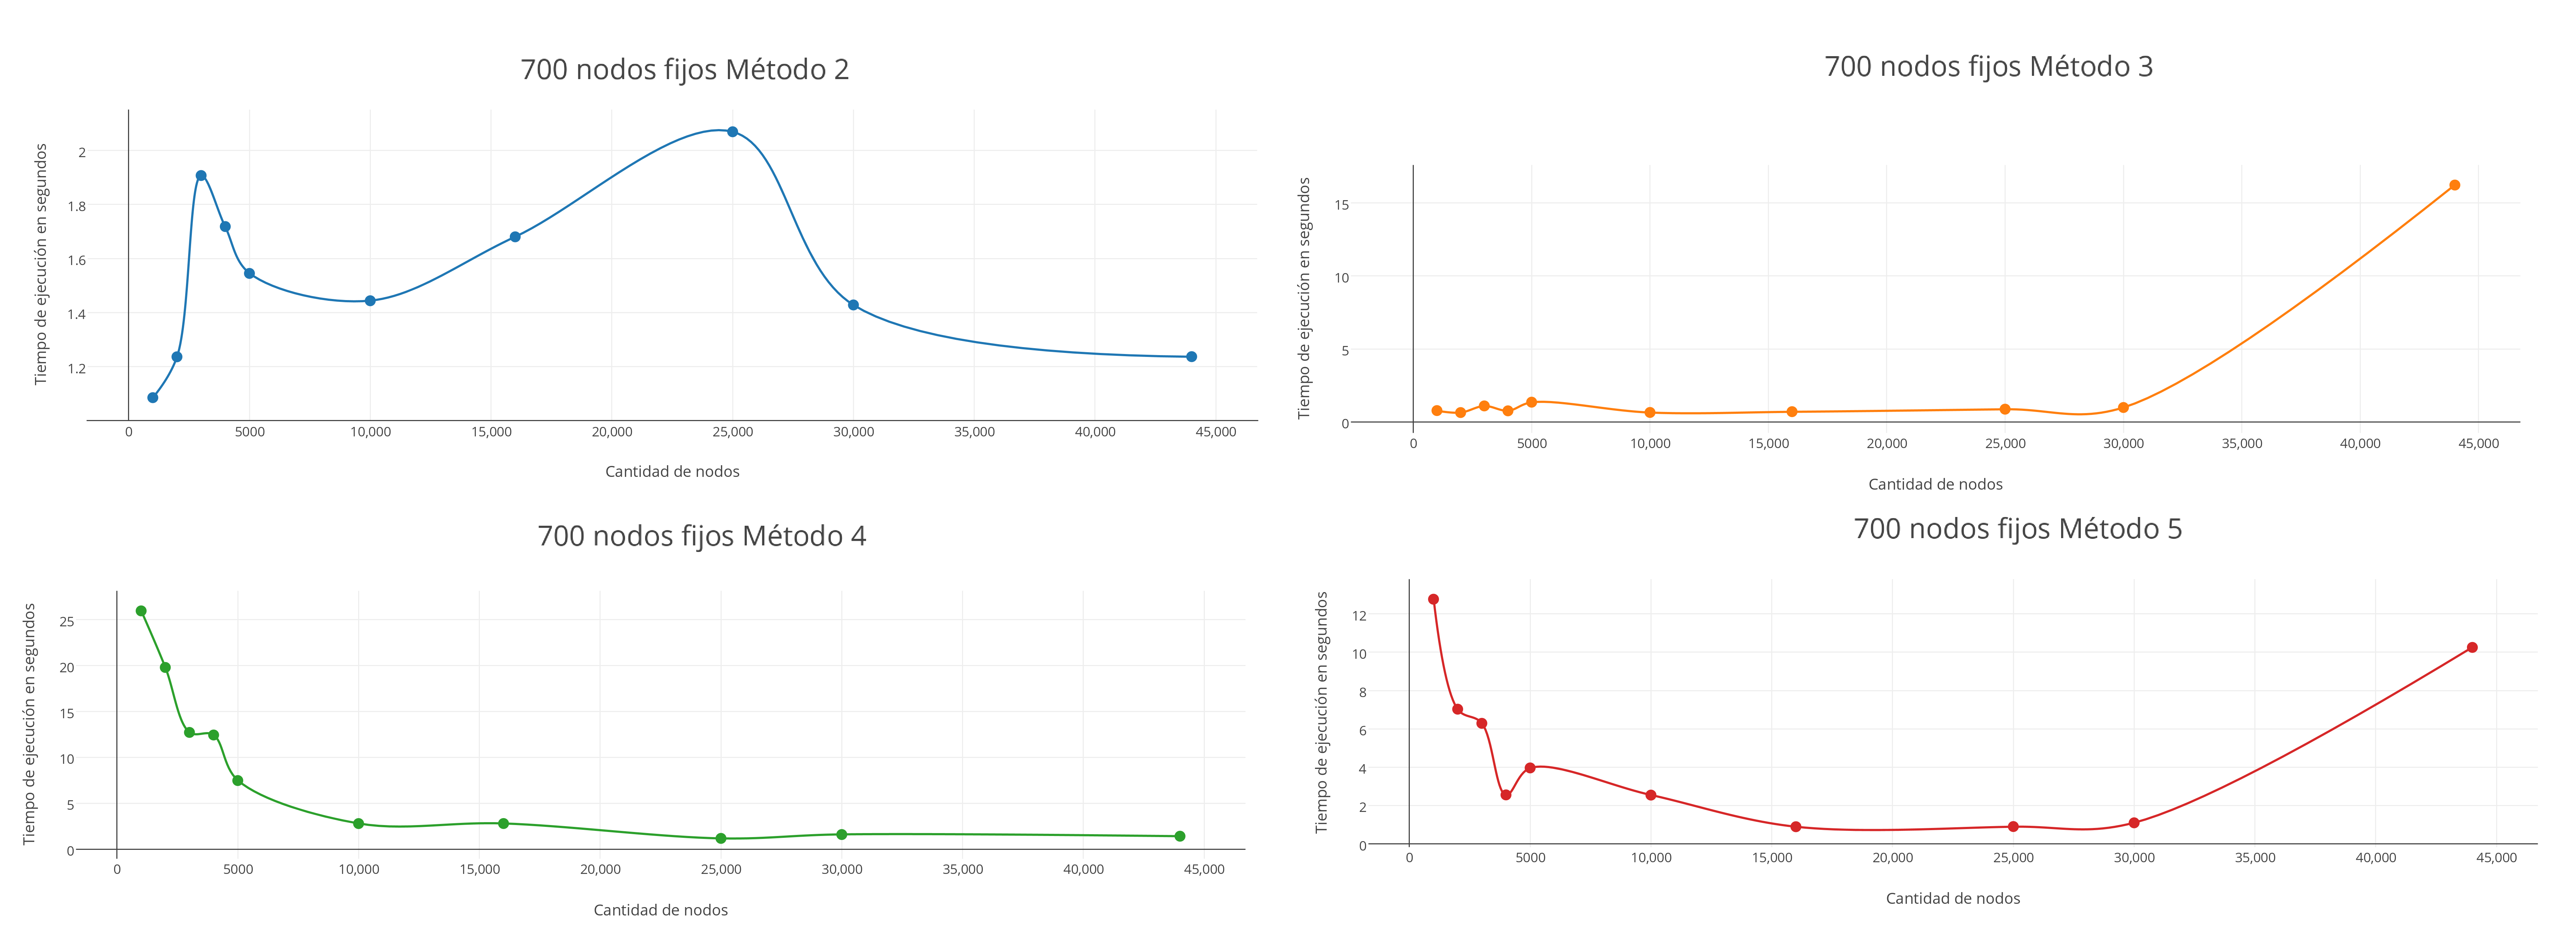 700 nodos fijos Método 2
Tiempo de ejecución en segundos
2
1.8
1.6
1.4
1.2
0 5000 10,000 15,000 20,000 25,000 30,000 35,000 40,000 45,000
Cantidad de nodos
700 nodos fijos Método 3
Tiempo de ejecución en segundos
15
10
5
0
0 5000 10,000 15,000 20,000 25,000 30,000 35,000 40,000 45,000
Cantidad de nodos
700 nodos fijos Método 4
Tiempo de ejecución en segundos
25
20
15
10
5
0
0 5000 10,000 15,000 20,000 25,000 30,000 35,000 40,000 45,000
Cantidad de nodos
700 nodos fijos Método 5
Tiempo de ejecución en segundos
12
10
8
6
4
2
0
0 5000 10,000 15,000 20,000 25,000 30,000 35,000 40,000 45,000
Cantidad de nodos